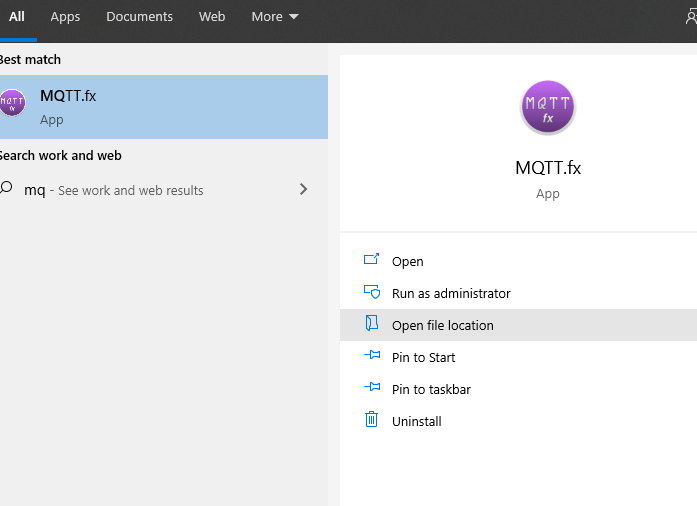 All Apps Documents Web More
Best match
MQTT.fx
App
Search work and web
mq - See work and web results
MQTT
fx
MQTT.fx
App
Open
Run as administrator
Open file location
Pin to Start
Pin to taskbar
Uninstall